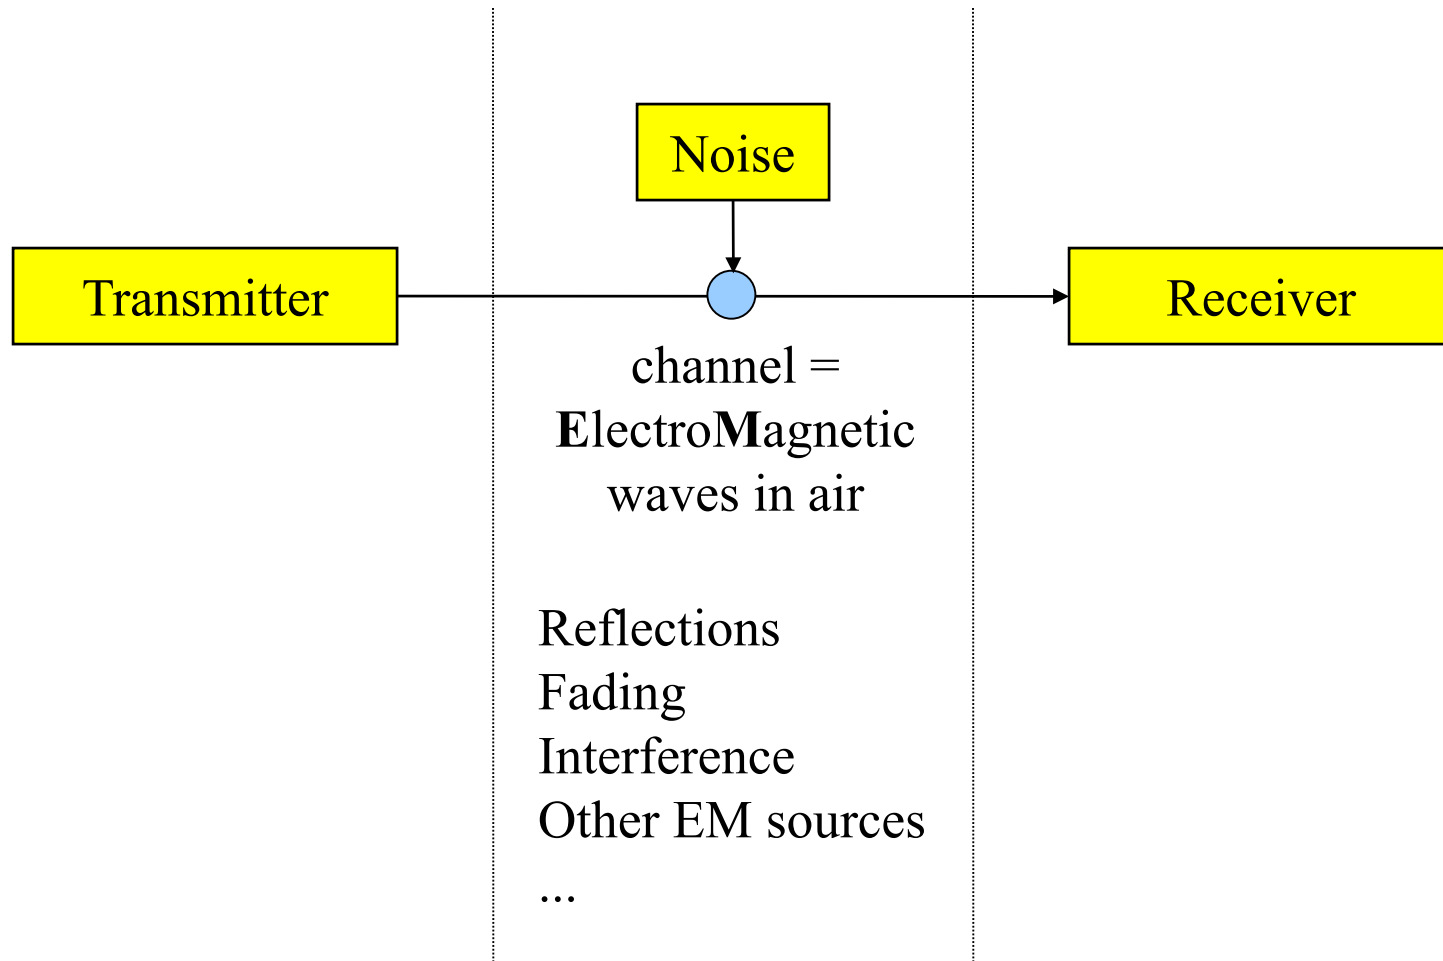 Noise
Transmitter
Receiver
channel =
ElectroMagnetic
waves in air
Reflections
Fading
Interference
Other EM sources
...